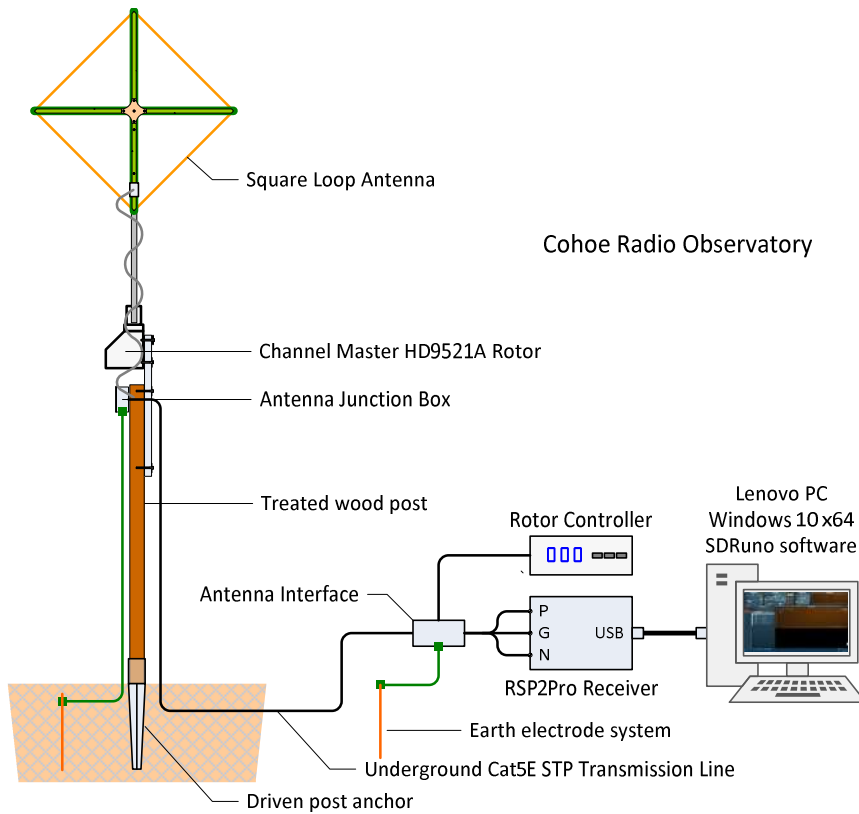 Square Loop Antenna
Cohoe Radio Observatory
Channel Master HD9521A Rotor
Antenna Junction Box
Treated wood post
Lenovo PC
Windows 10 x64
SDRuno software
Rotor Controller
Antenna Interface
P
G
N
USB
RSP2Pro Receiver
Earth electrode system
Underground Cat5E STP Transmission Line
Driven post anchor